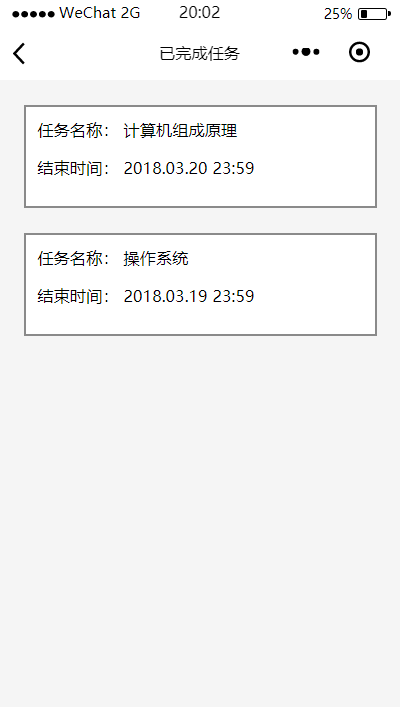 WeChat 2G 20:02 25%
已完成任务
任务名称： 计算机组成原理
结束时间： 2018.03.20 23:59
任务名称： 操作系统
结束时间： 2018.03.19 23:59